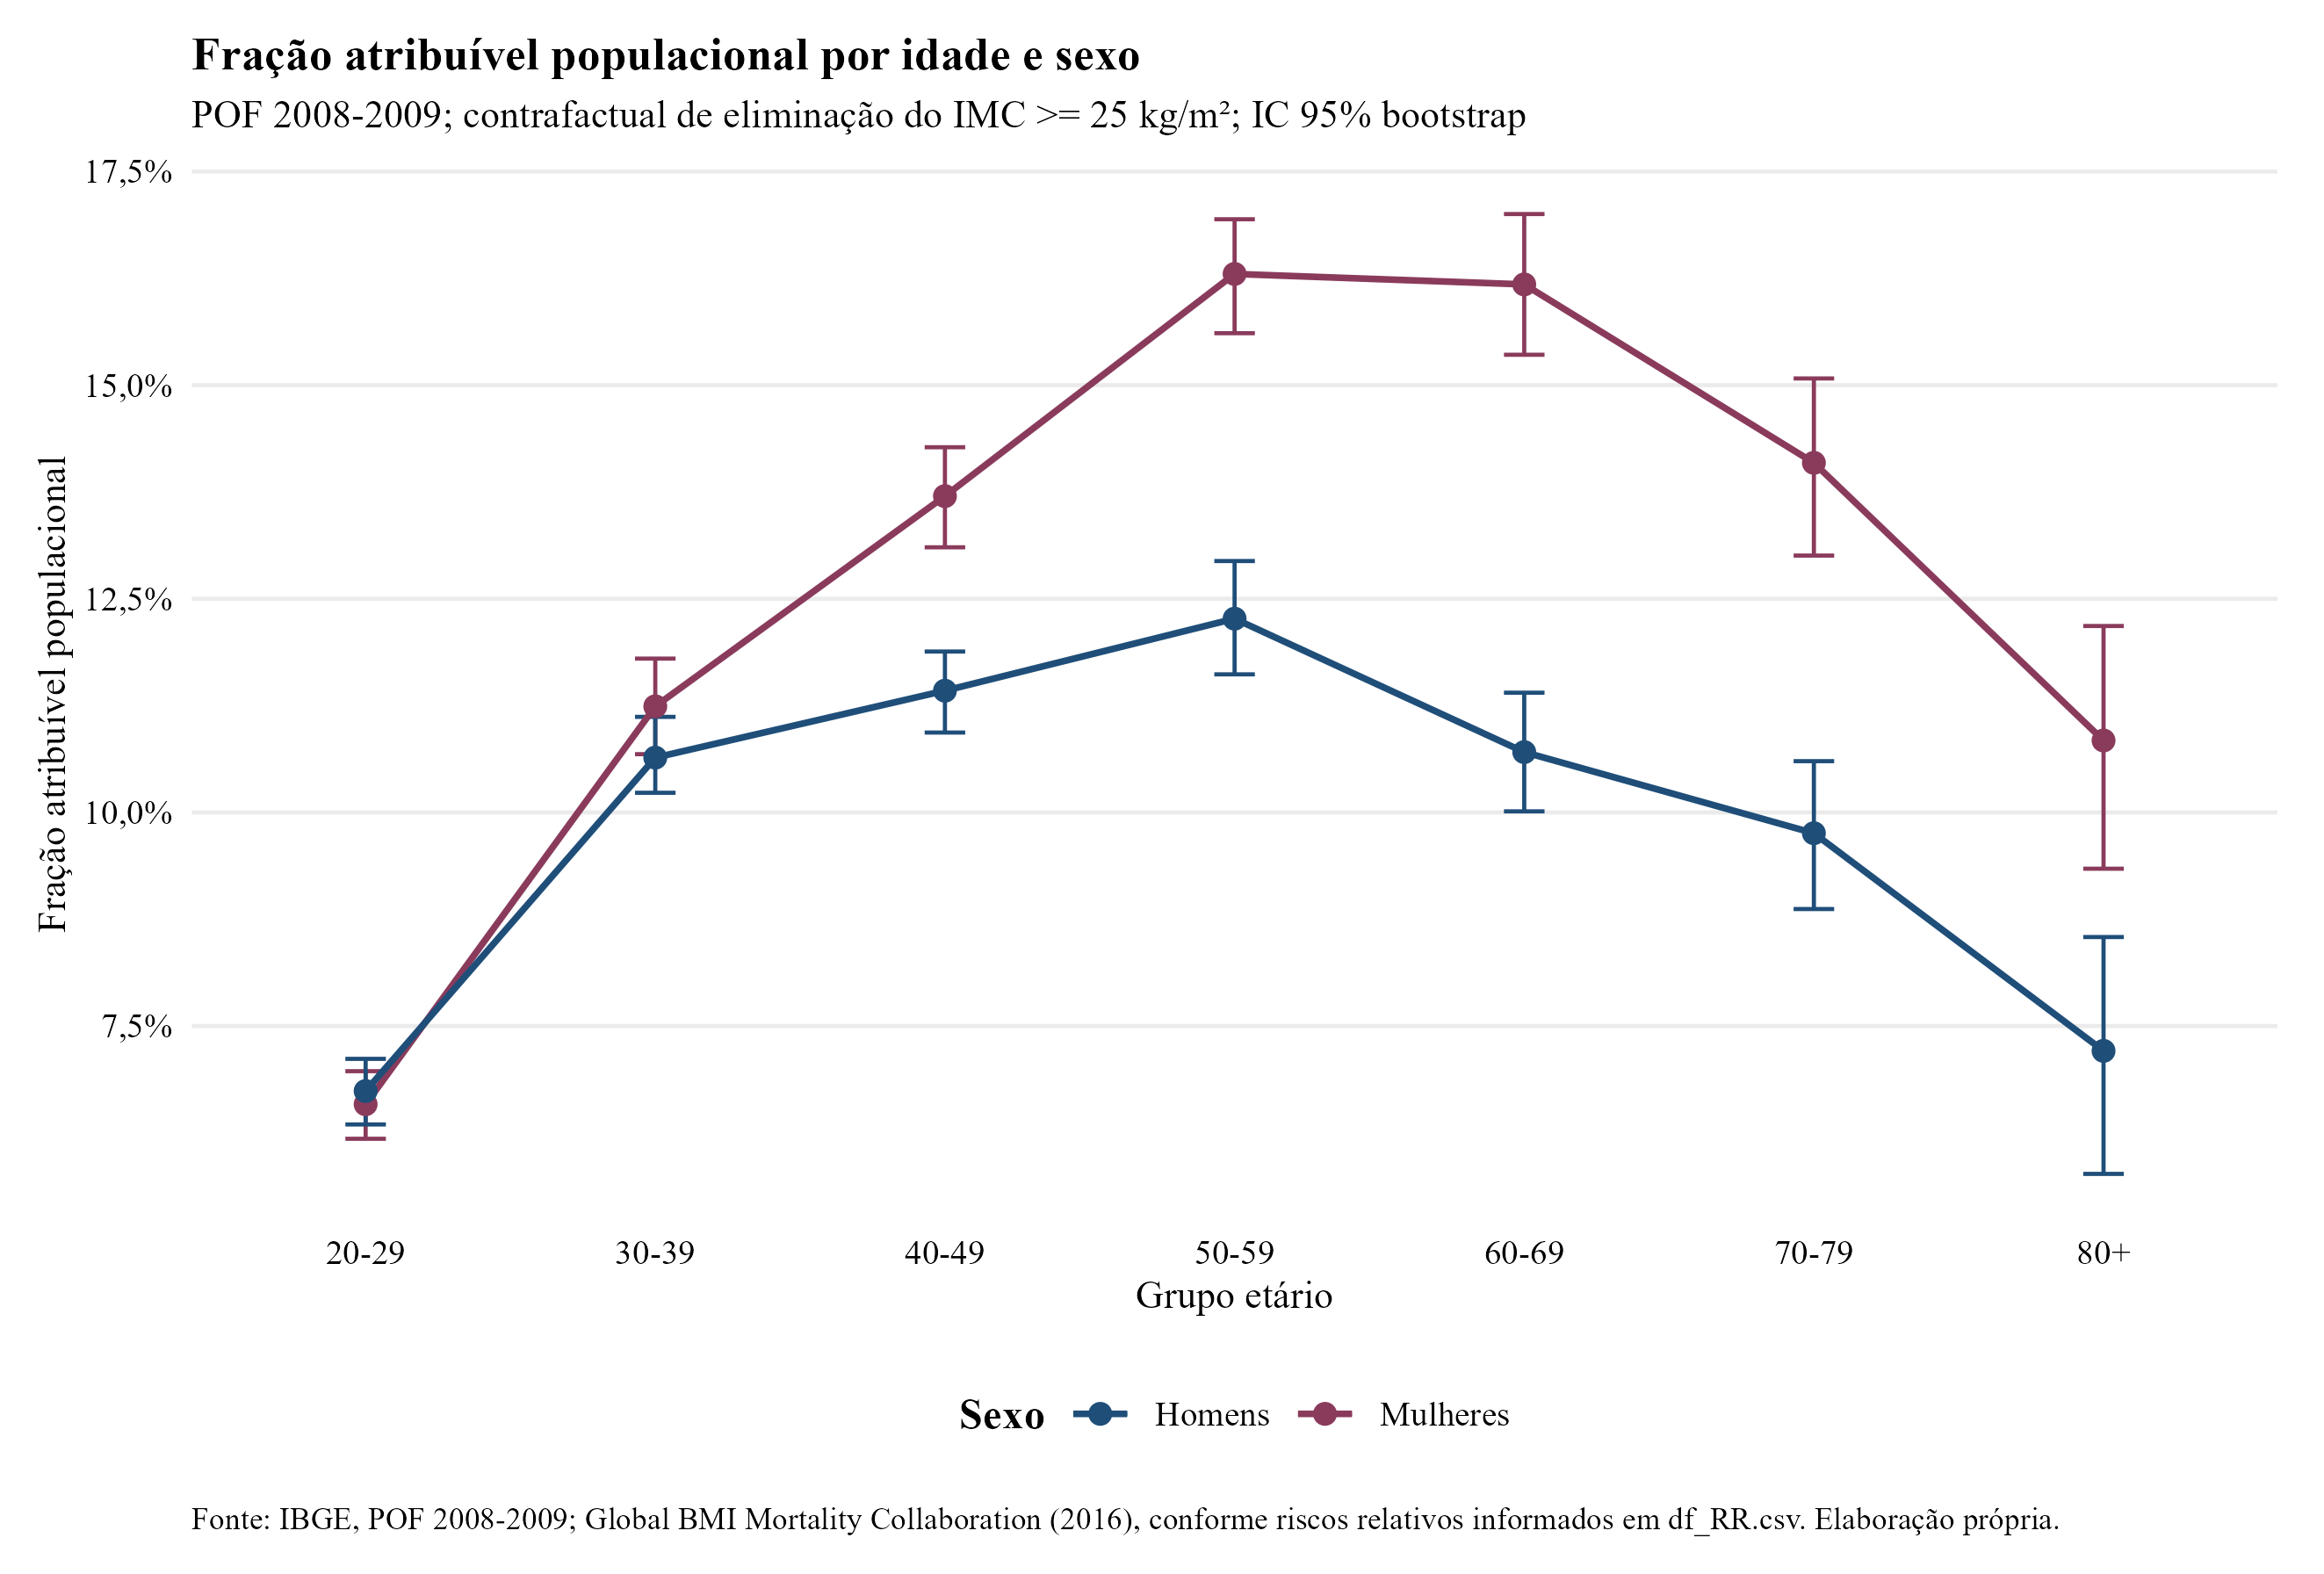 Fração atribuível populacional por idade e sexo
POF 2008-2009; contrafactual de eliminação do IMC >= 25 kg/m²; IC 95% bootstrap
Fração atribuível populacional
17,5%
15,0%
12,5%
10,0%
7,5%
20-29 30-39 40-49 50-59 60-69 70-79 80+
Grupo etário
Sexo Homens Mulheres
Fonte: IBGE, POF 2008-2009; Global BMI Mortality Collaboration (2016), conforme riscos relativos informados em df_RR.csv. Elaboração própria.